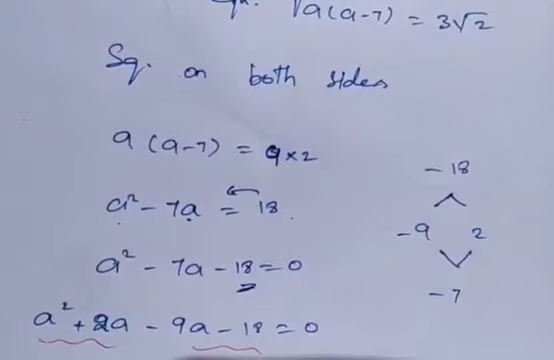 √a(a-7) = 3√2
Sq. on both sides
a (a-7) = 9×2
a² - 7a = 18
a² - 7a - 18 = 0
a² + 2a - 9a - 18 = 0
- 18
- 9 2
- 7